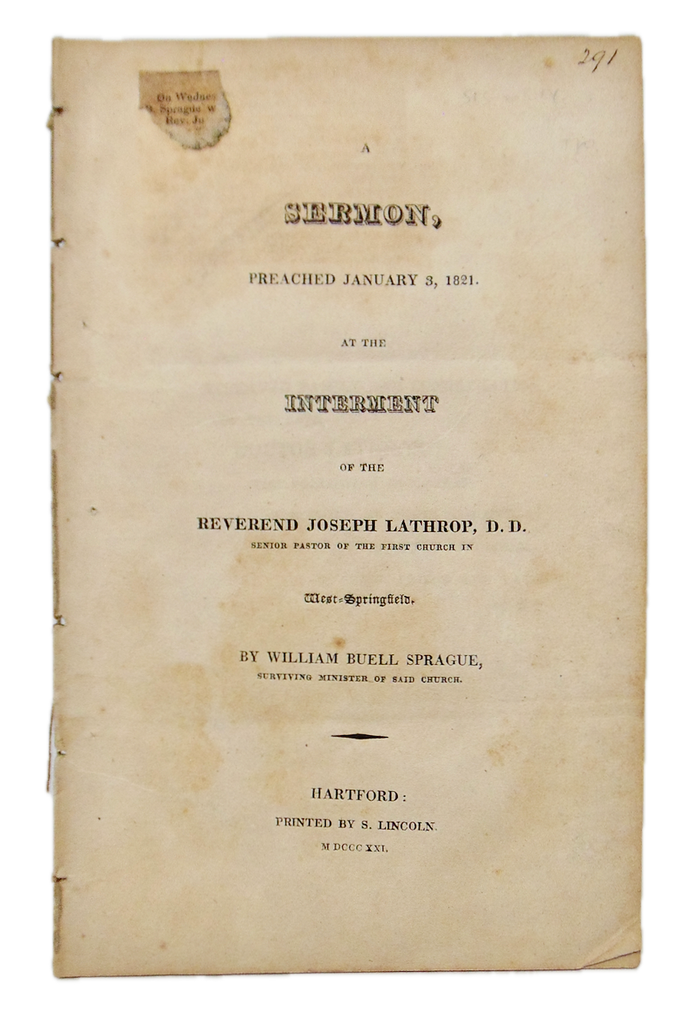 291
On Wednes
Sprague W
Rev. Jo
A
SERMON,
PREACHED JANUARY 3, 1821.
AT THE
INTERMENT
OF THE
REVEREND JOSEPH LATHROP, D. D.
SENIOR PASTOR OF THE FIRST CHURCH IN
West-Springfield.
BY WILLIAM BUELL SPRAGUE,
SURVIVING MINISTER OF SAID CHURCH.
HARTFORD:
PRINTED BY S. LINCOLN.
M DCCC XXI.